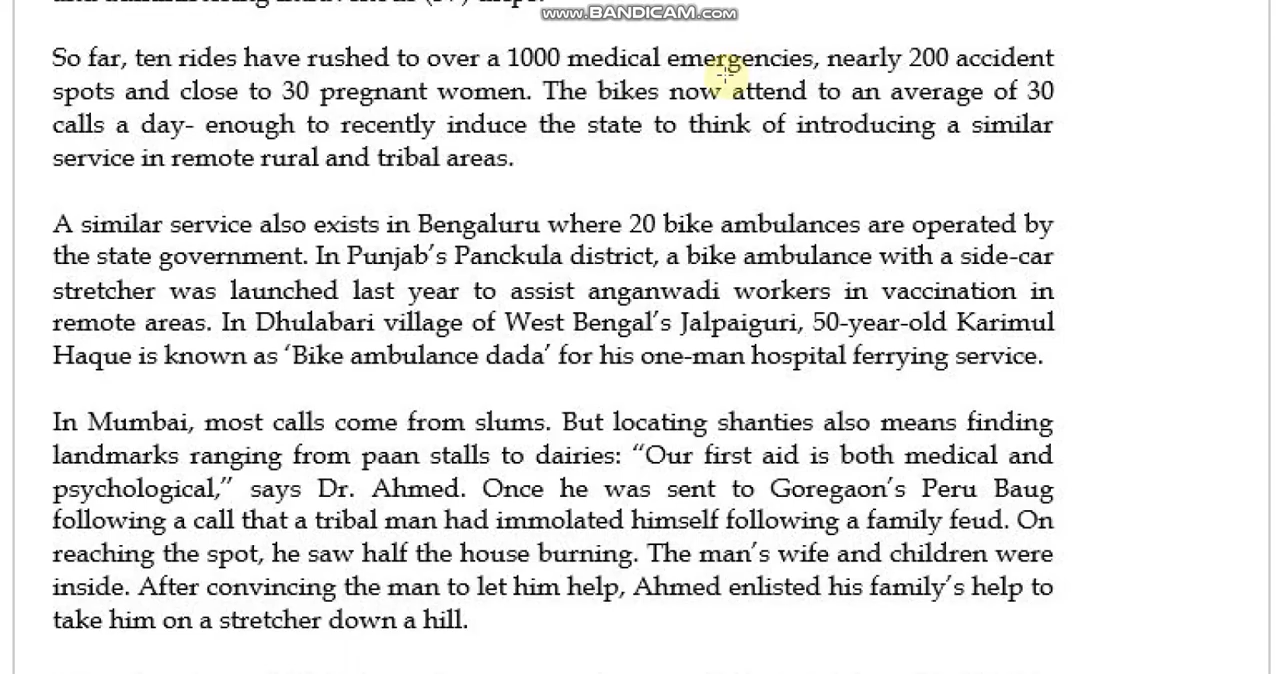 www.BANDICAM.com
So far, ten rides have rushed to over a 1000 medical emergencies, nearly 200 accident
spots and close to 30 pregnant women. The bikes now attend to an average of 30
calls a day- enough to recently induce the state to think of introducing a similar
service in remote rural and tribal areas.
A similar service also exists in Bengaluru where 20 bike ambulances are operated by
the state government. In Punjab's Panckula district, a bike ambulance with a side-car
stretcher was launched last year to assist anganwadi workers in vaccination in
remote areas. In Dhulabari village of West Bengal's Jalpaiguri, 50-year-old Karimul
Haque is known as 'Bike ambulance dada' for his one-man hospital ferrying service.
In Mumbai, most calls come from slums. But locating shanties also means finding
landmarks ranging from paan stalls to dairies: "Our first aid is both medical and
psychological," says Dr. Ahmed. Once he was sent to Goregaon's Peru Baug
following a call that a tribal man had immolated himself following a family feud. On
reaching the spot, he saw half the house burning. The man's wife and children were
inside. After convincing the man to let him help, Ahmed enlisted his family's help to
take him on a stretcher down a hill.